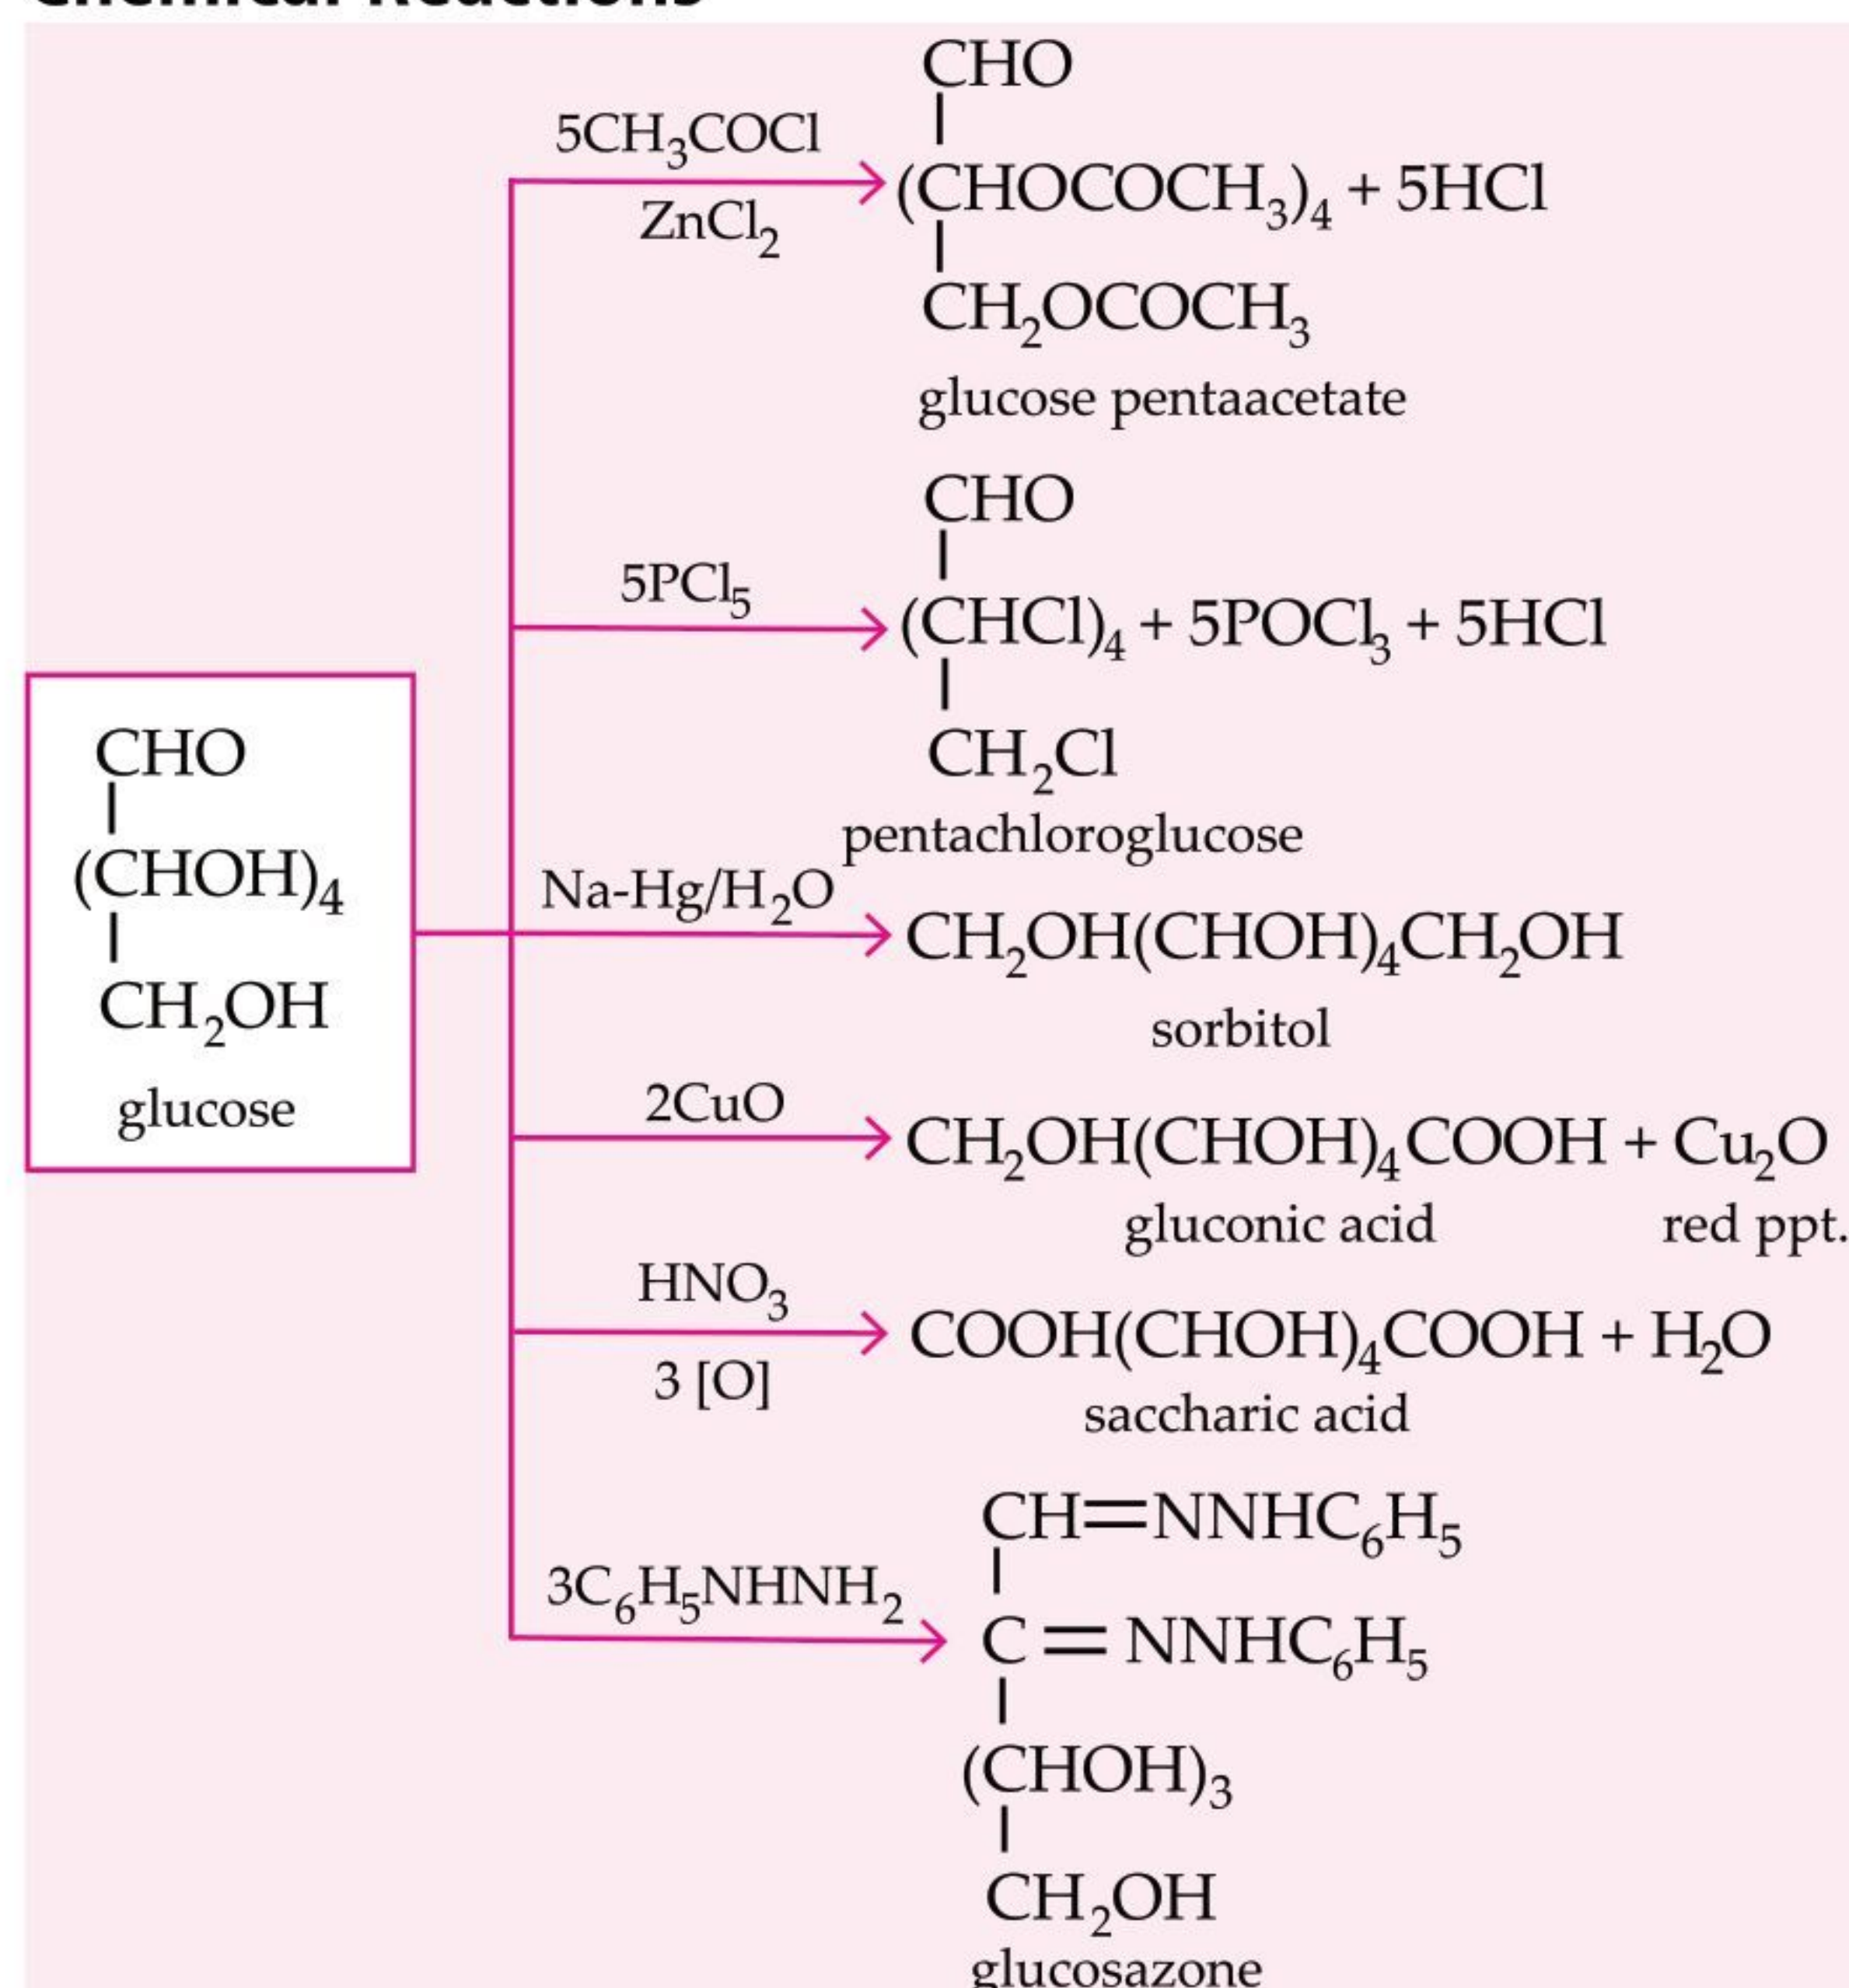 Chemical Reactions
CHO
5CH₃COCl
(CHOCOCH₃)₄ + 5HCl
ZnCl₂
CH₂OCOCH₃
glucose pentaacetate
CHO
5PCl₅
(CHCl)₄ + 5POCl₃ + 5HCl
CH₂Cl
pentachloroglucose
CHO
(CHOH)₄
CH₂OH
glucose
Na-Hg/H₂O
CH₂OH(CHOH)₄CH₂OH
sorbitol
2CuO
CH₂OH(CHOH)₄COOH + Cu₂O
gluconic acid red ppt.
HNO₃
COOH(CHOH)₄COOH + H₂O
3 [O]
saccharic acid
CH=NNHC₆H₅
3C₆H₅NHNH₂
C = NNHC₆H₅
(CHOH)₃
CH₂OH
glucosazone